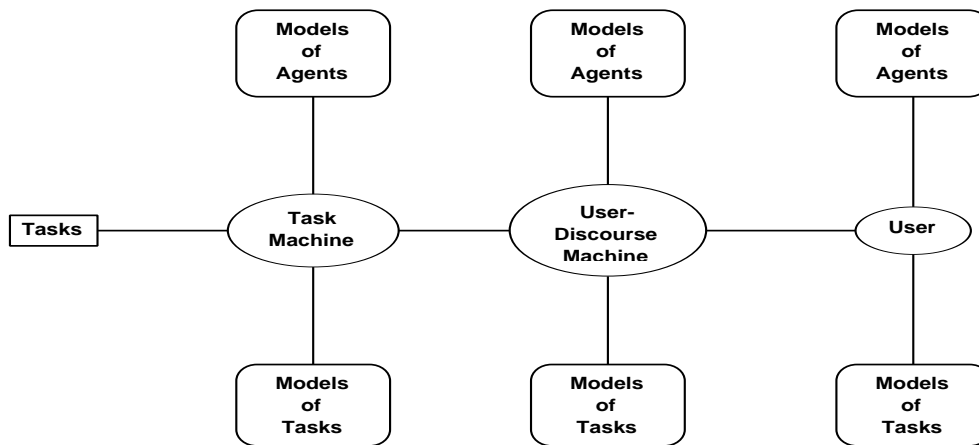 Models
of
Agents
Models
of
Agents
Models
of
Agents
Tasks
Task
Machine
User-
Discourse
Machine
User
Models
of
Tasks
Models
of
Tasks
Models
of
Tasks